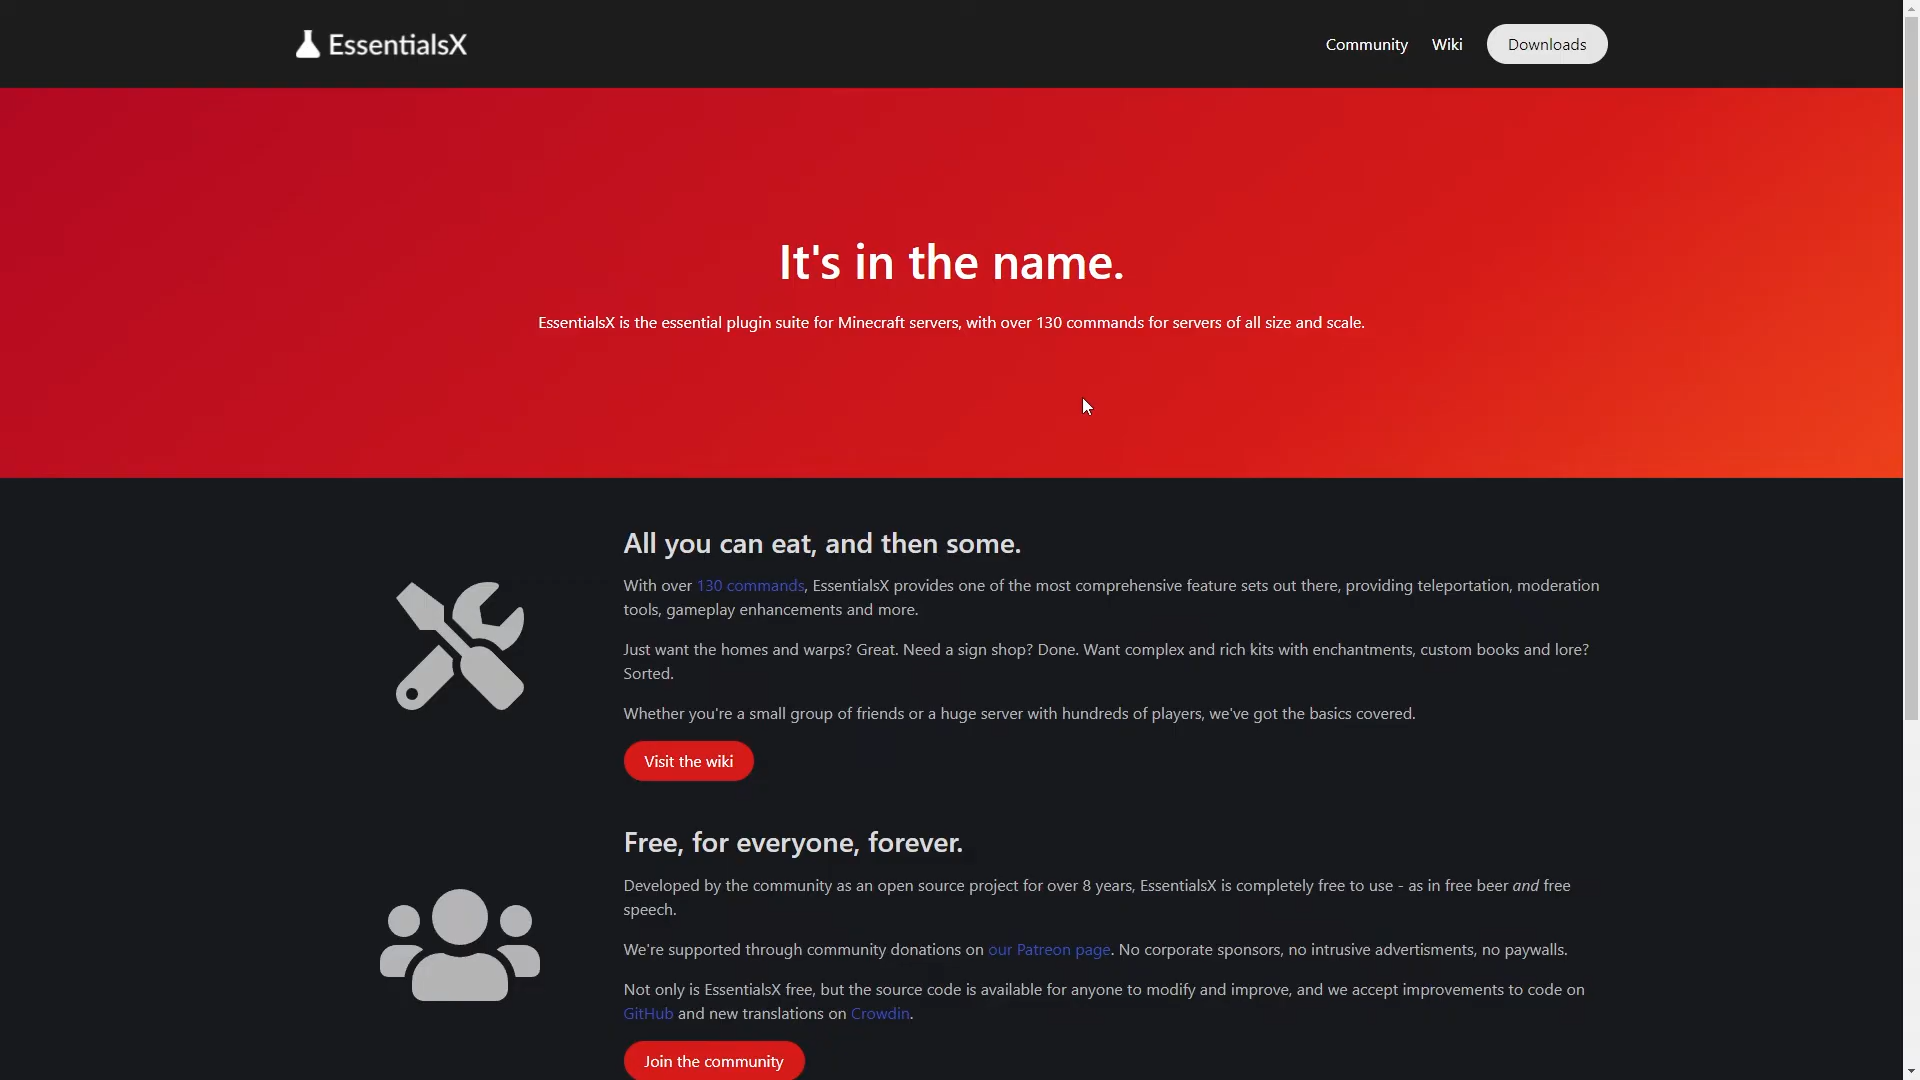 EssentialsX
Community
Wiki
Downloads
It's in the name.
EssentialsX is the essential plugin suite for Minecraft servers, with over 130 commands for servers of all size and scale.
All you can eat, and then some.
With over 130 commands, EssentialsX provides one of the most comprehensive feature sets out there, providing teleportation, moderation
tools, gameplay enhancements and more.
Just want the homes and warps? Great. Need a sign shop? Done. Want complex and rich kits with enchantments, custom books and lore?
Sorted.
Whether you're a small group of friends or a huge server with hundreds of players, we've got the basics covered.
Visit the wiki
Free, for everyone, forever.
Developed by the community as an open source project for over 8 years, EssentialsX is completely free to use - as in free beer and free
speech.
We're supported through community donations on our Patreon page. No corporate sponsors, no intrusive advertisments, no paywalls.
Not only is EssentialsX free, but the source code is available for anyone to modify and improve, and we accept improvements to code on
GitHub and new translations on Crowdin.
Join the community